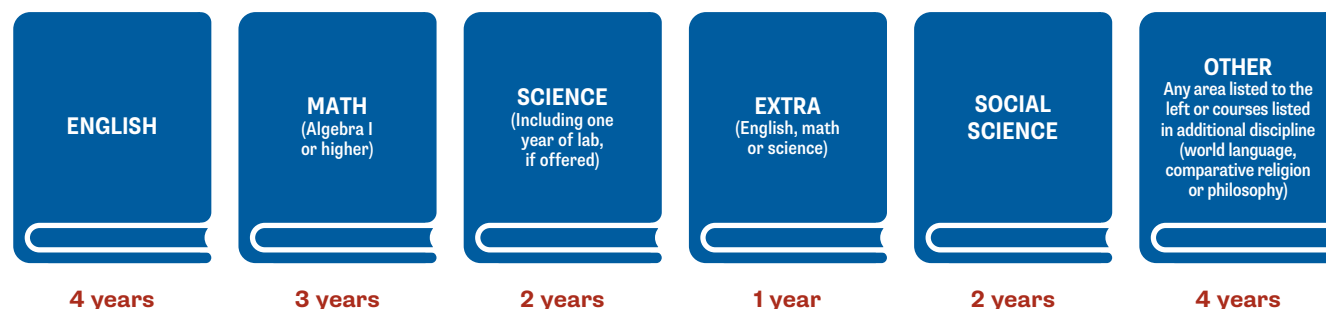 ENGLISH
4 years
MATH
(Algebra I
or higher)
3 years
SCIENCE
(Including one
year of lab,
if offered)
2 years
EXTRA
(English, math
or science)
1 year
SOCIAL
SCIENCE
2 years
OTHER
Any area listed to the
left or courses listed
in additional discipline
(world language,
comparative religion
or philosophy)
4 years